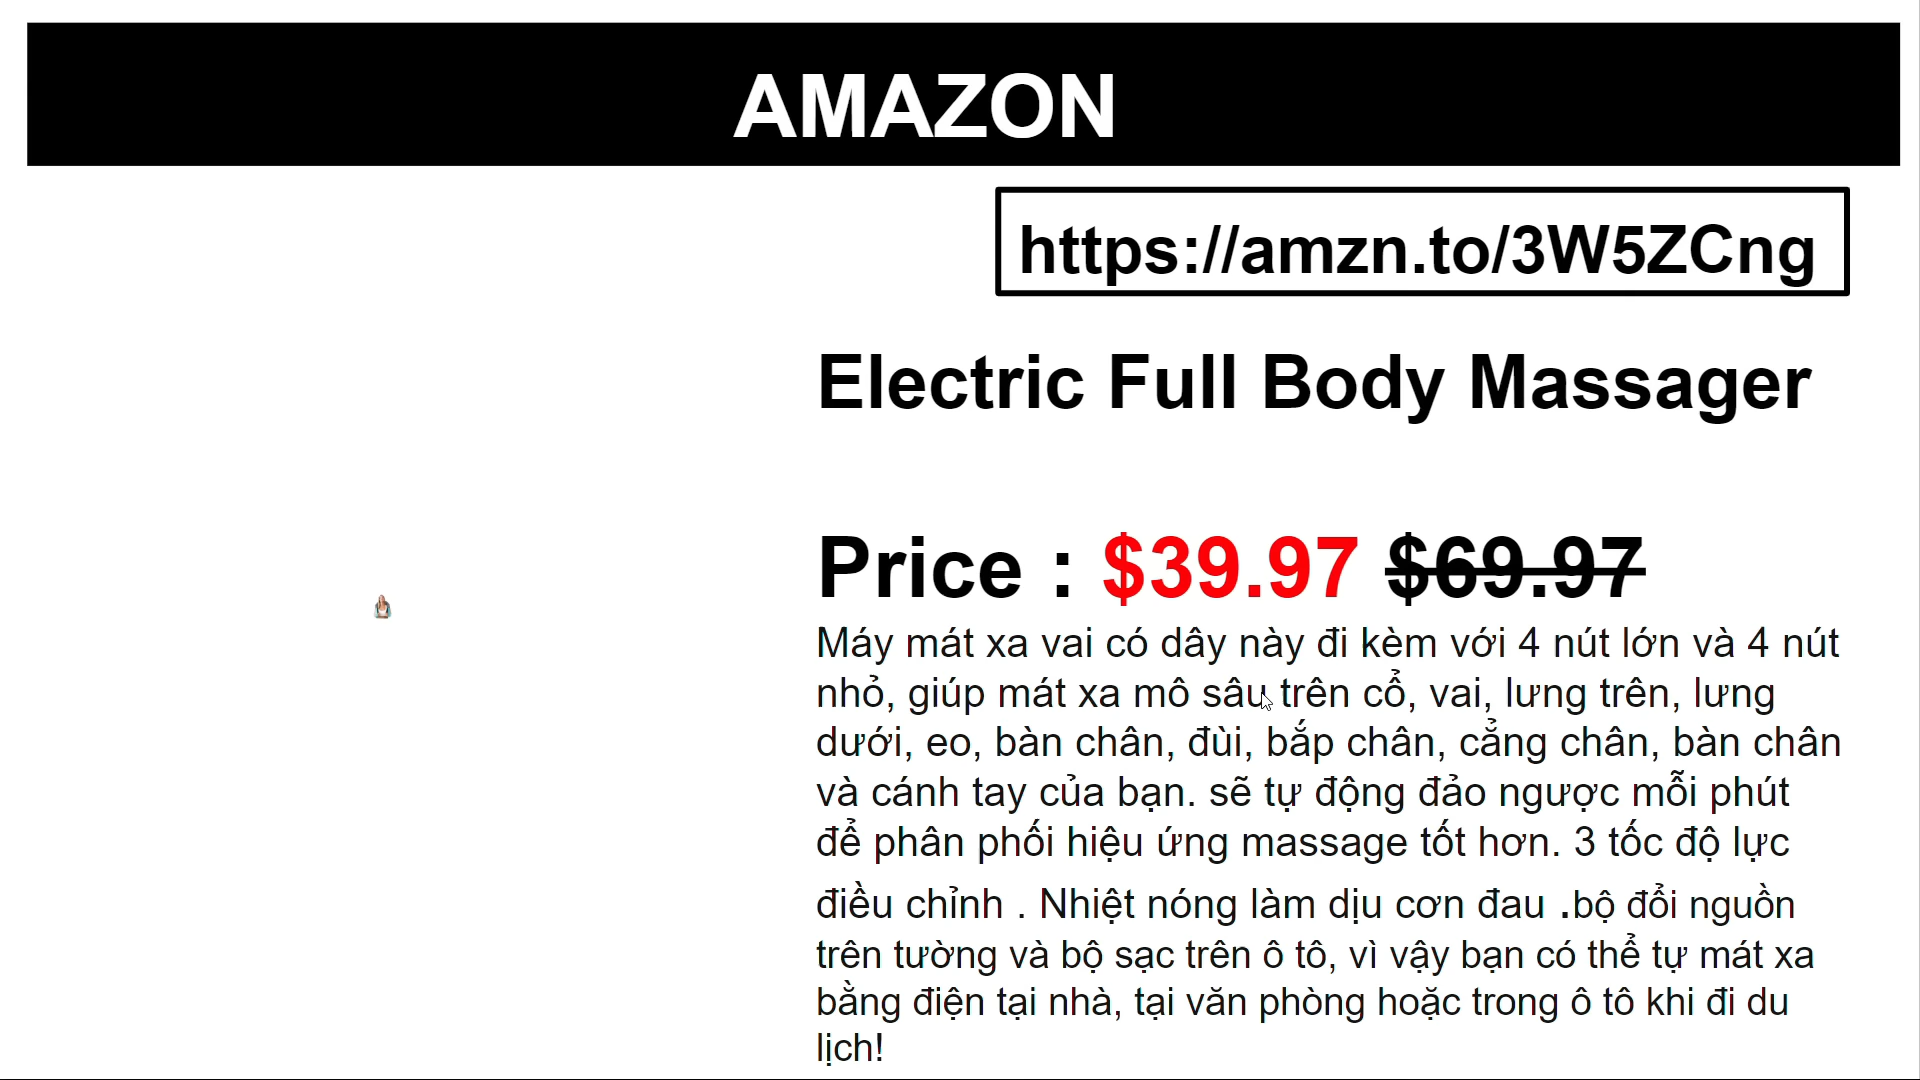 AMAZON
https://amzn.to/3W5ZCng
Electric Full Body Massager
Price : $39.97 $69.97
Máy mát xa vai có dây này đi kèm với 4 nút lớn và 4 nút
nhỏ, giúp mát xa mô sâu trên cổ, vai, lưng trên, lưng
dưới, eo, bàn chân, đùi, bắp chân, cẳng chân, bàn chân
và cánh tay của bạn. sẽ tự động đảo ngược mỗi phút
để phân phối hiệu ứng massage tốt hơn. 3 tốc độ lực
điều chỉnh . Nhiệt nóng làm dịu cơn đau .bộ đổi nguồn
trên tường và bộ sạc trên ô tô, vì vậy bạn có thể tự mát xa
bằng điện tại nhà, tại văn phòng hoặc trong ô tô khi đi du
lịch!